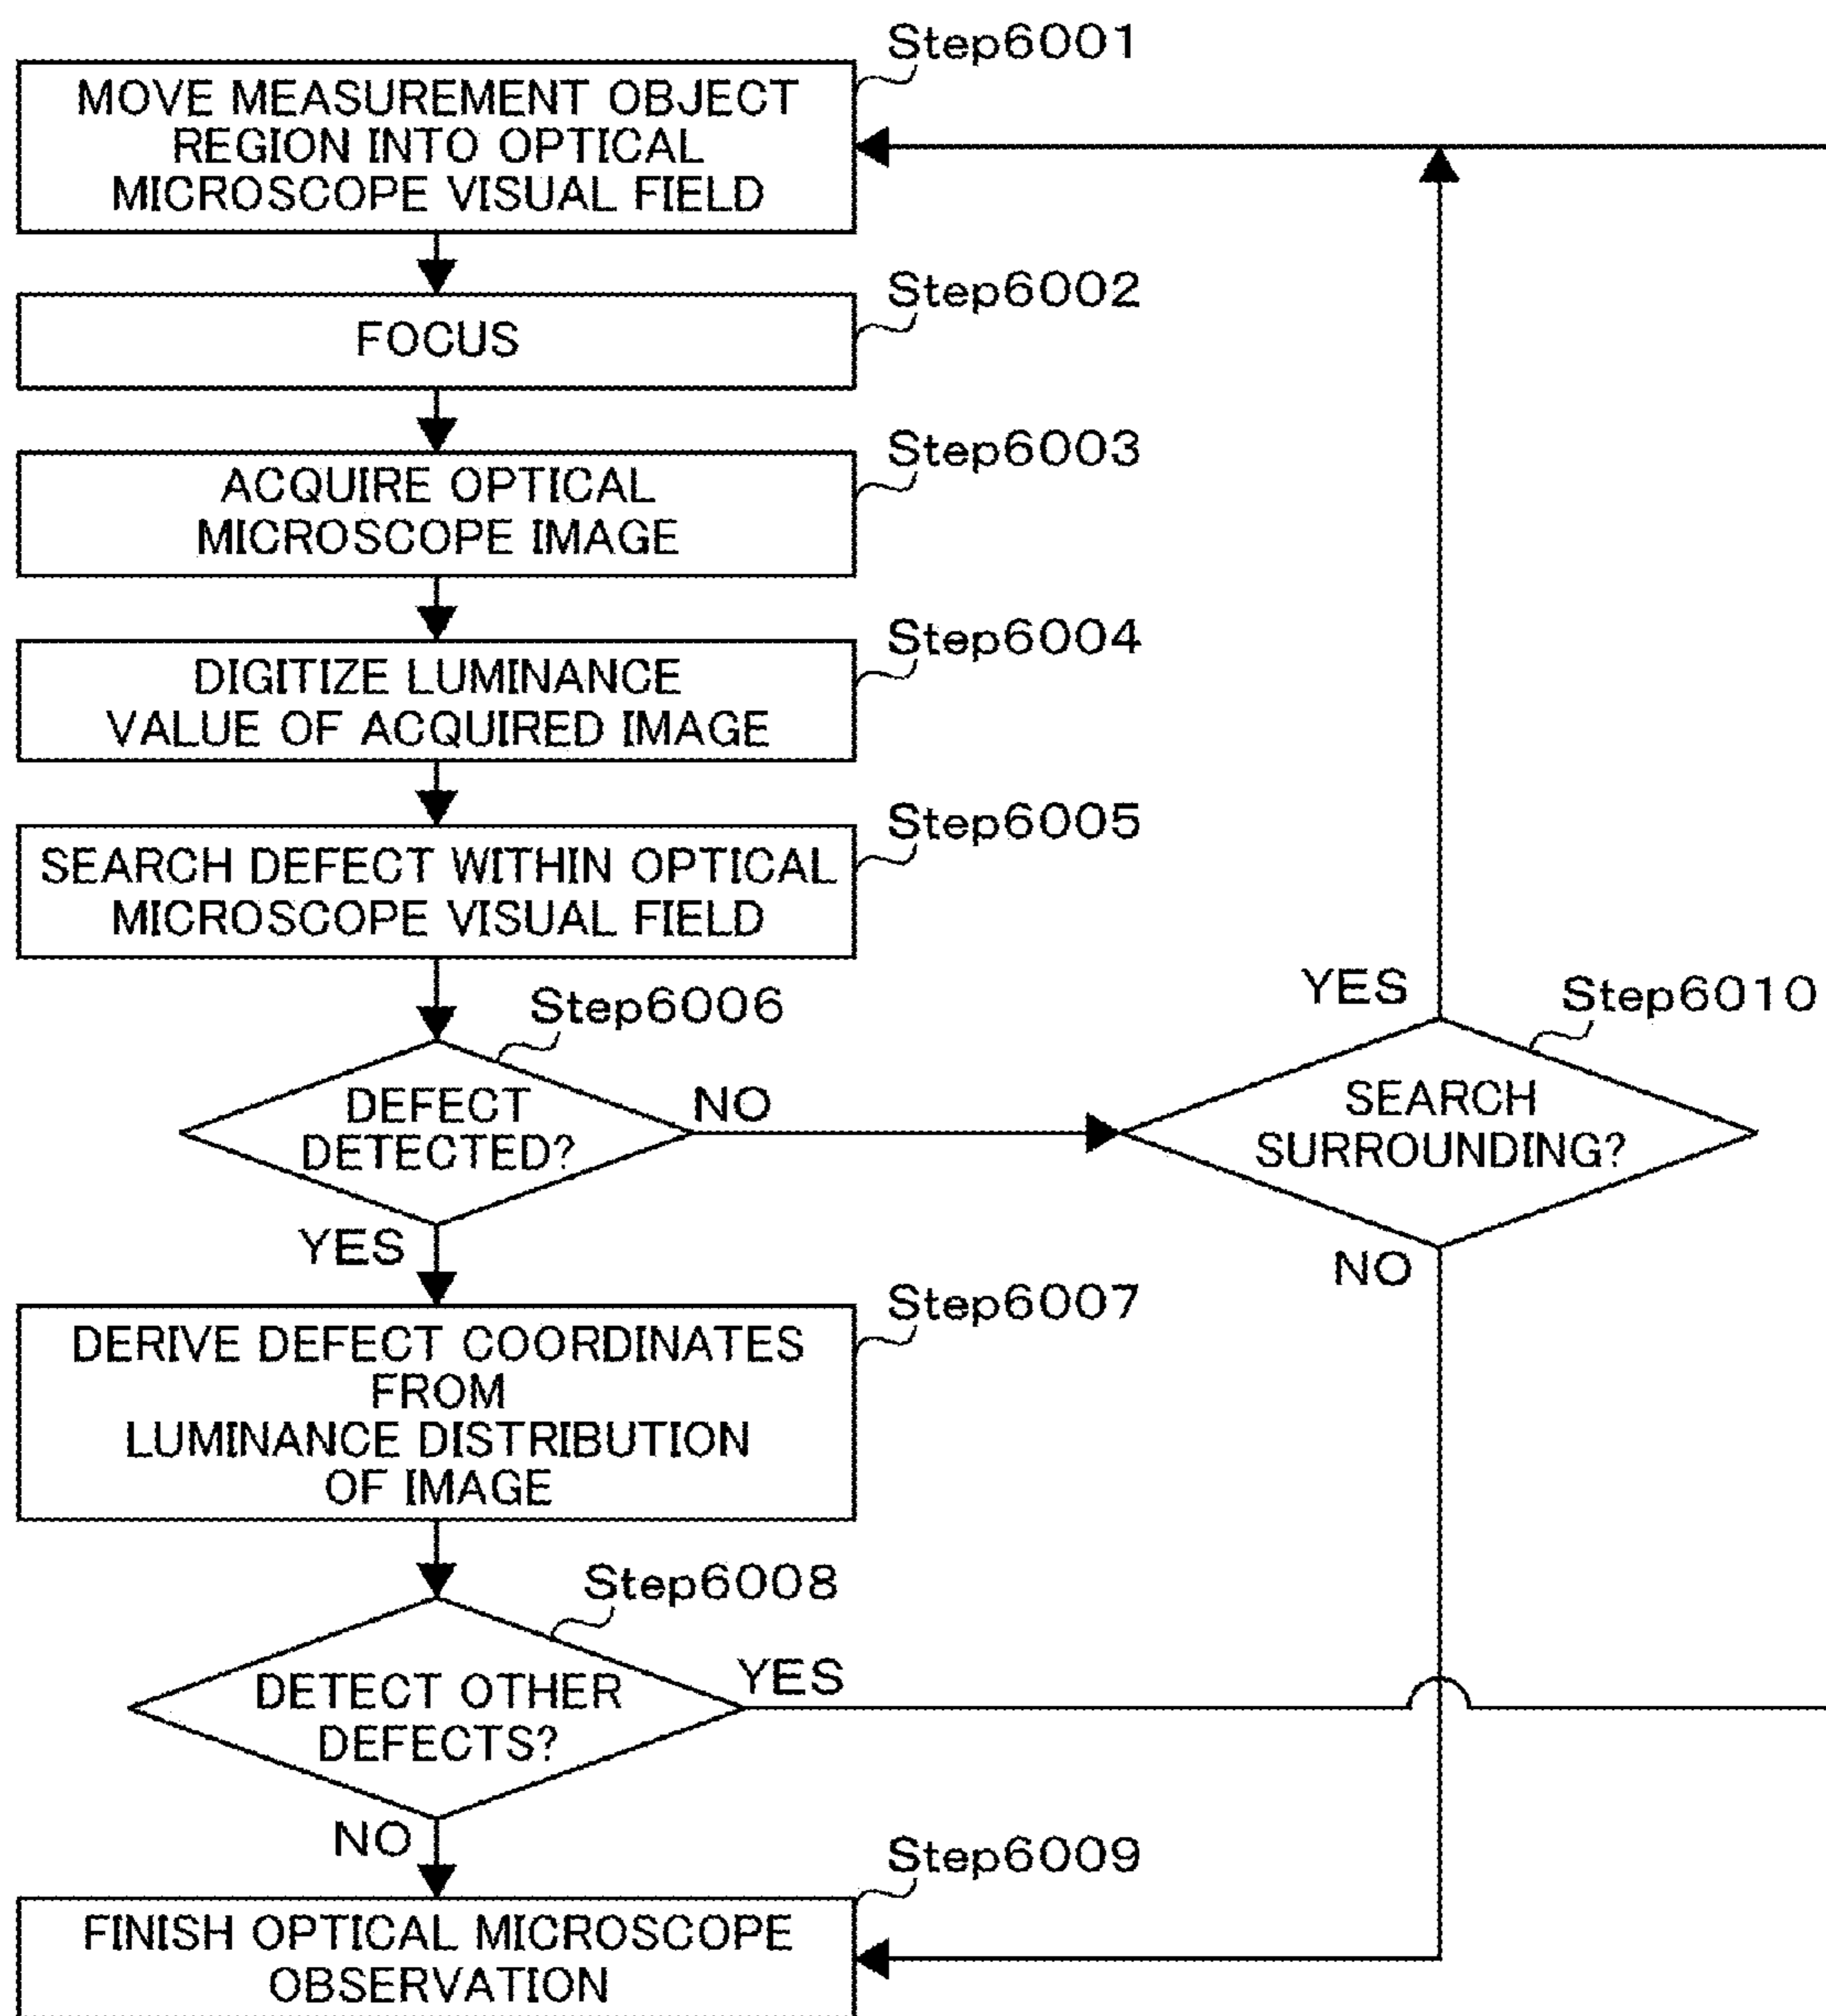 Step6001
MOVE MEASUREMENT OBJECT
REGION INTO OPTICAL
MICROSCOPE VISUAL FIELD
Step6002
FOCUS
Step6003
ACQUIRE OPTICAL
MICROSCOPE IMAGE
Step6004
DIGITIZE LUMINANCE
VALUE OF ACQUIRED IMAGE
Step6005
SEARCH DEFECT WITHIN OPTICAL
MICROSCOPE VISUAL FIELD
Step6006
DEFECT
DETECTED?
NO
YES
Step6010
SEARCH
SURROUNDING?
YES
NO
Step6007
DERIVE DEFECT COORDINATES
FROM
LUMINANCE DISTRIBUTION
OF IMAGE
Step6008
DETECT OTHER
DEFECTS?
YES
NO
Step6009
FINISH OPTICAL MICROSCOPE
OBSERVATION